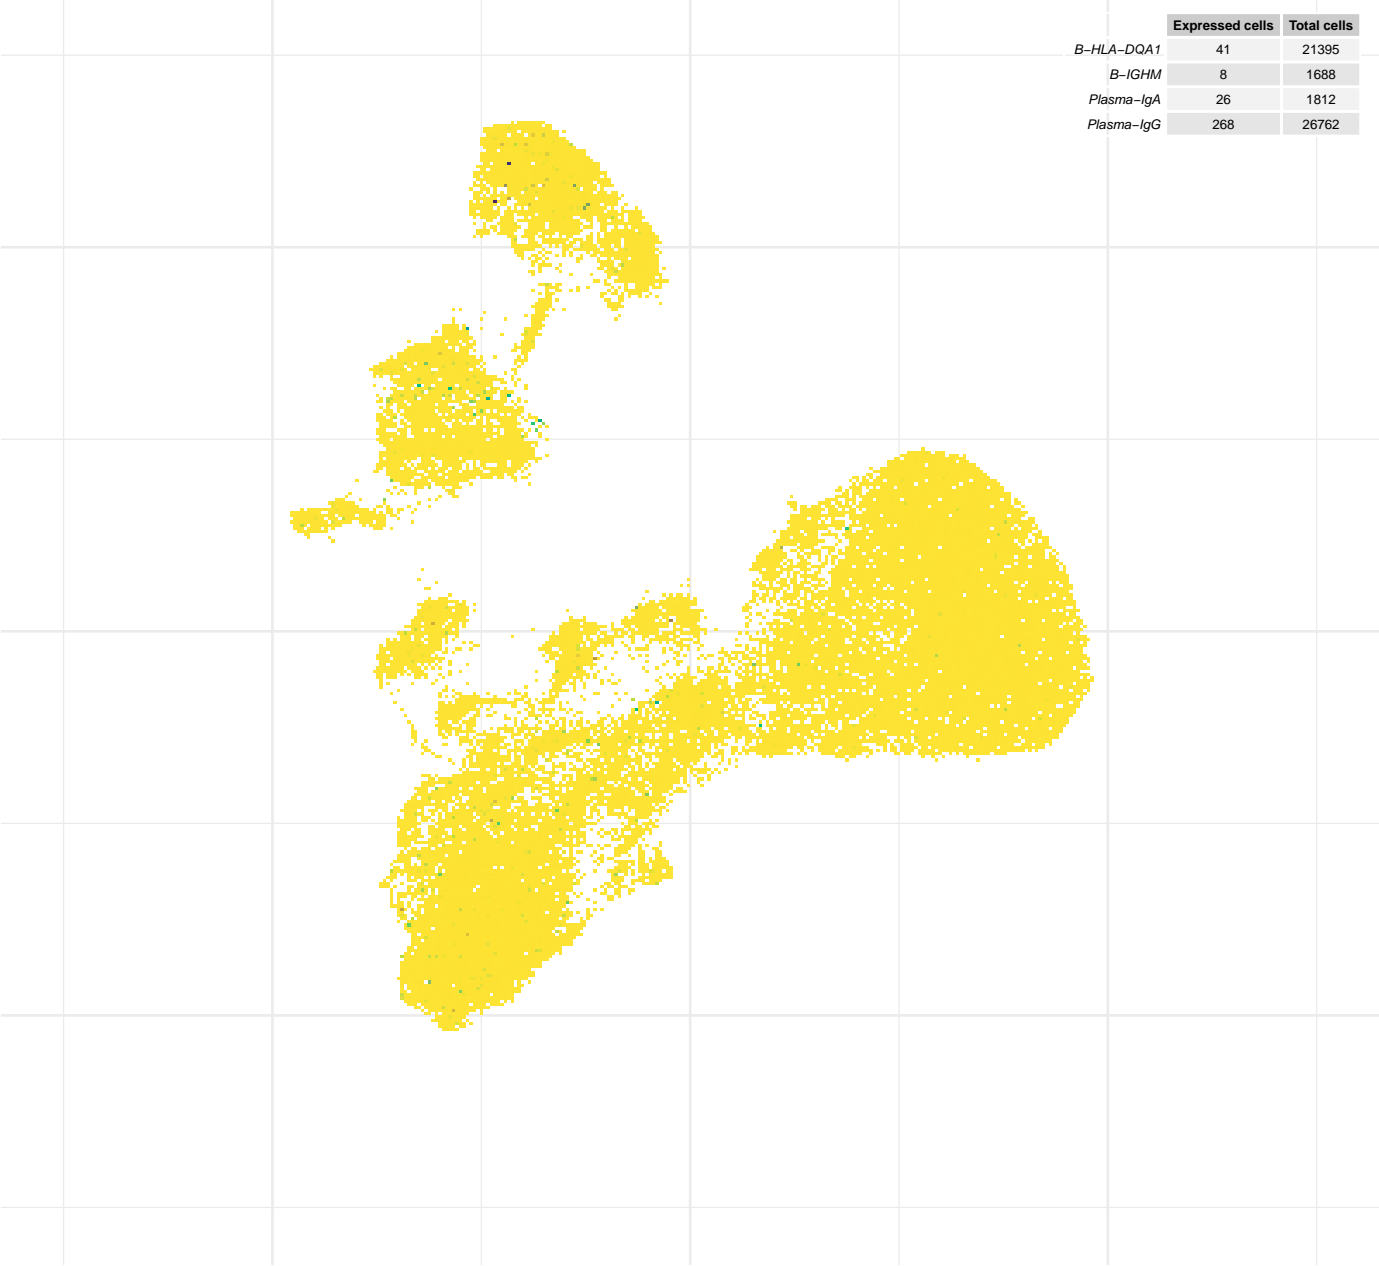 Expressed cells Total cells
B−HLA−DQA1 41 21395
B−IGHM 8 1688
Plasma−IgA 26 1812
Plasma−IgG 268 26762